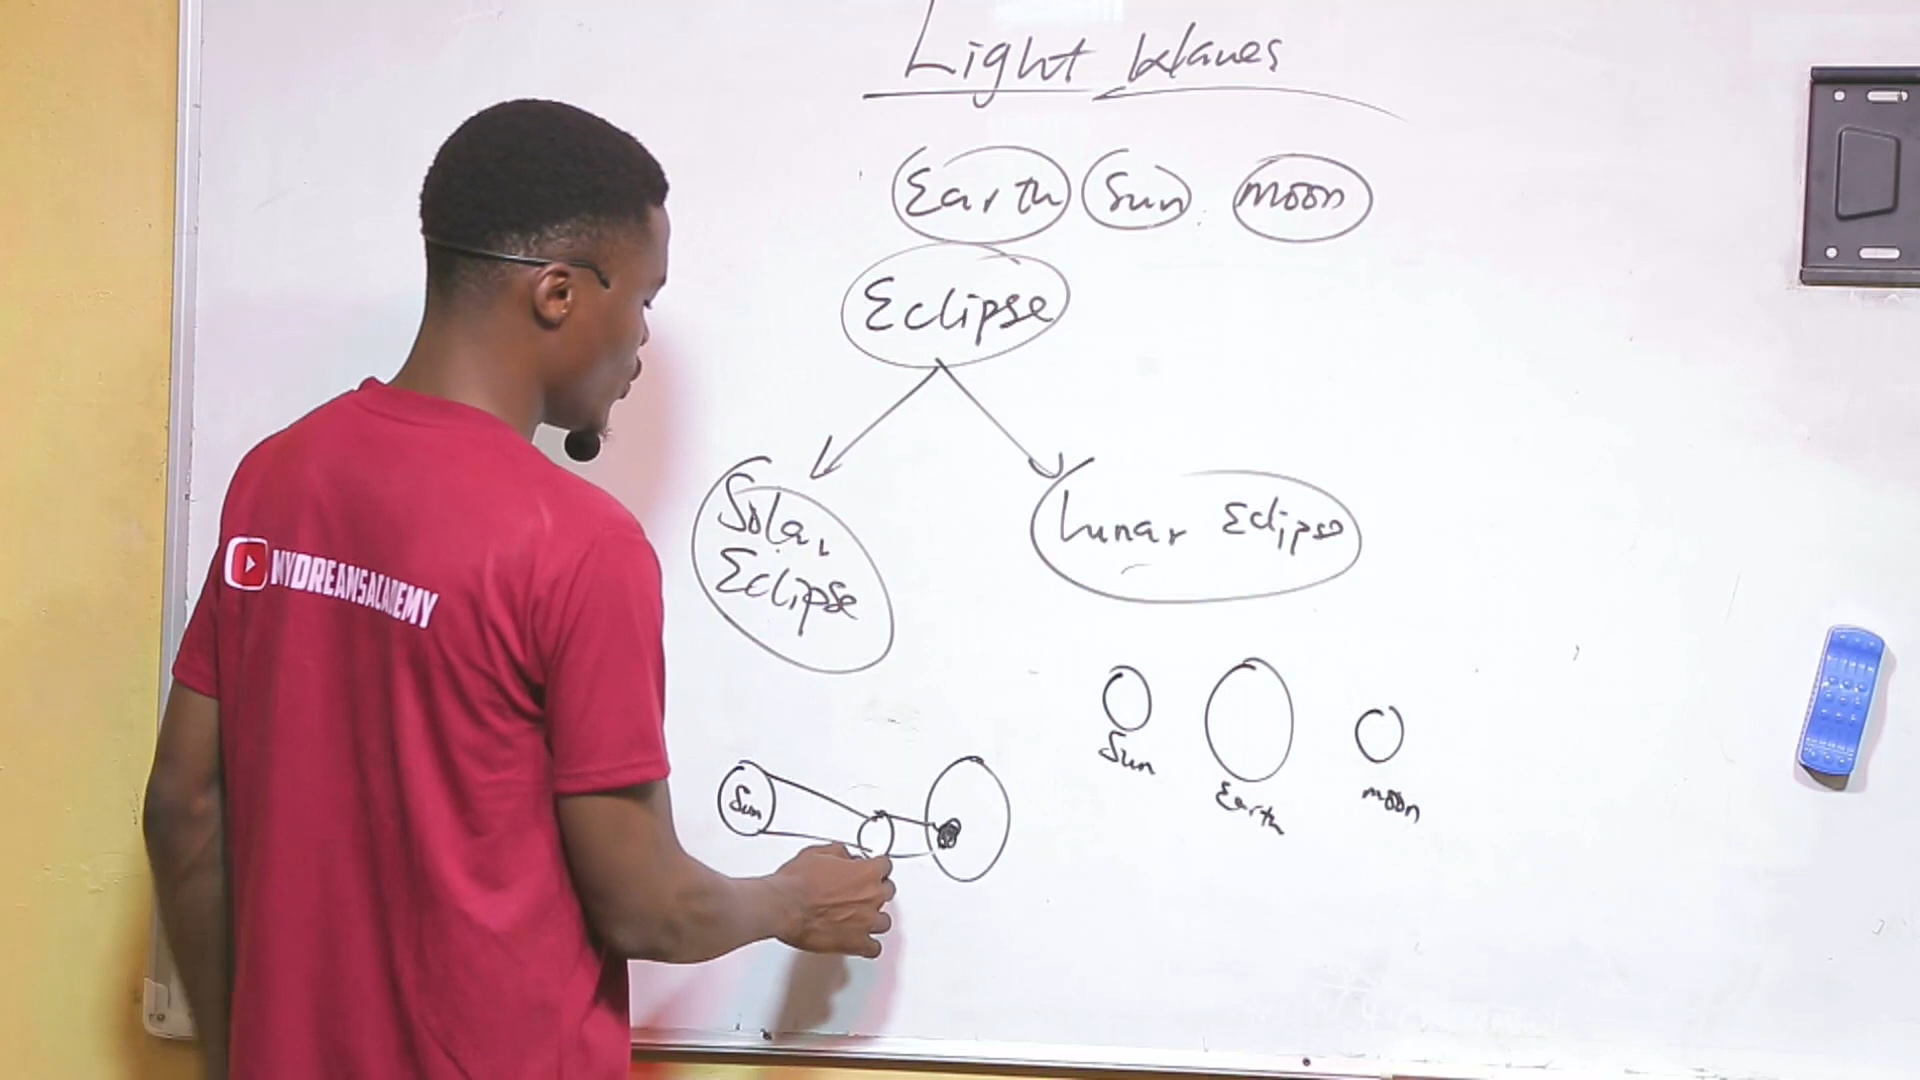 Light Waves
Earth Sun moon
Eclipse
Solar
Eclipse
Lunar Eclipse
Sun
Earth
moon
Sun
MYDREAMSACADEMY